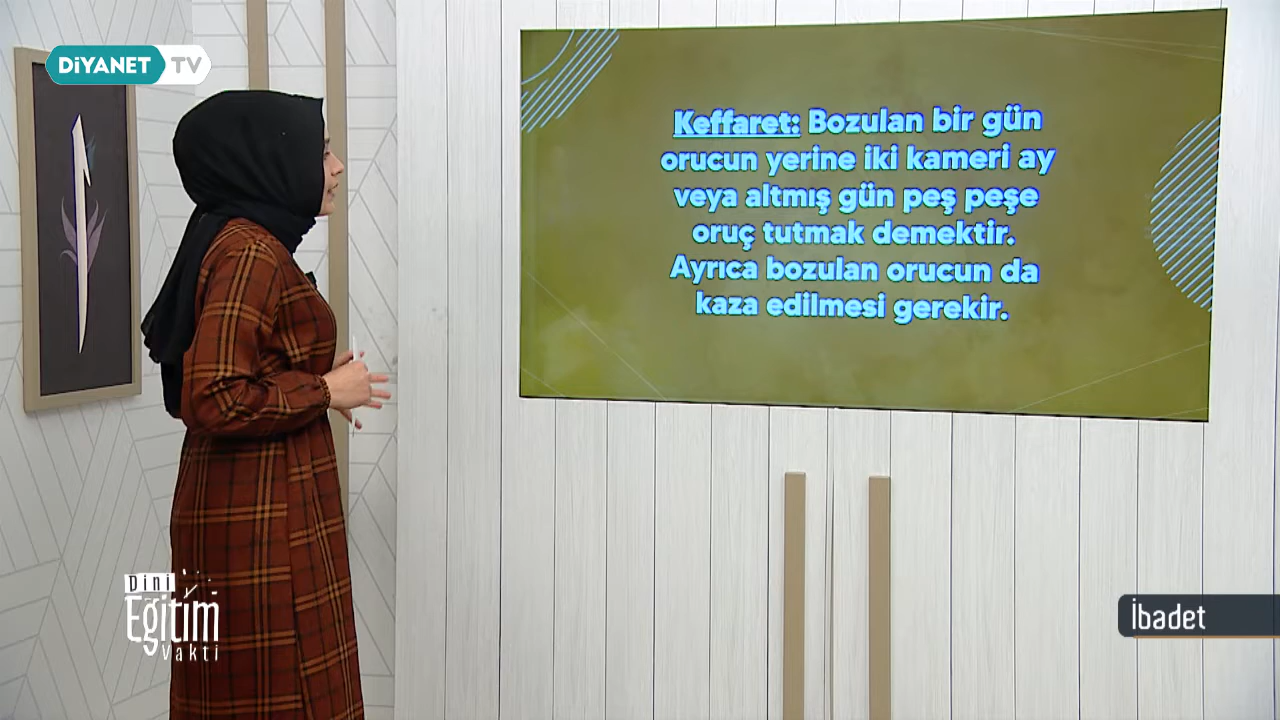 DİYANET TV
Keffaret: Bozulan bir gün
orucun yerine iki kameri ay
veya altmış gün peş peşe
oruç tutmak demektir.
Ayrıca bozulan orucun da
kaza edilmesi gerekir.
Dini
Eğitim
Vakti
İbadet